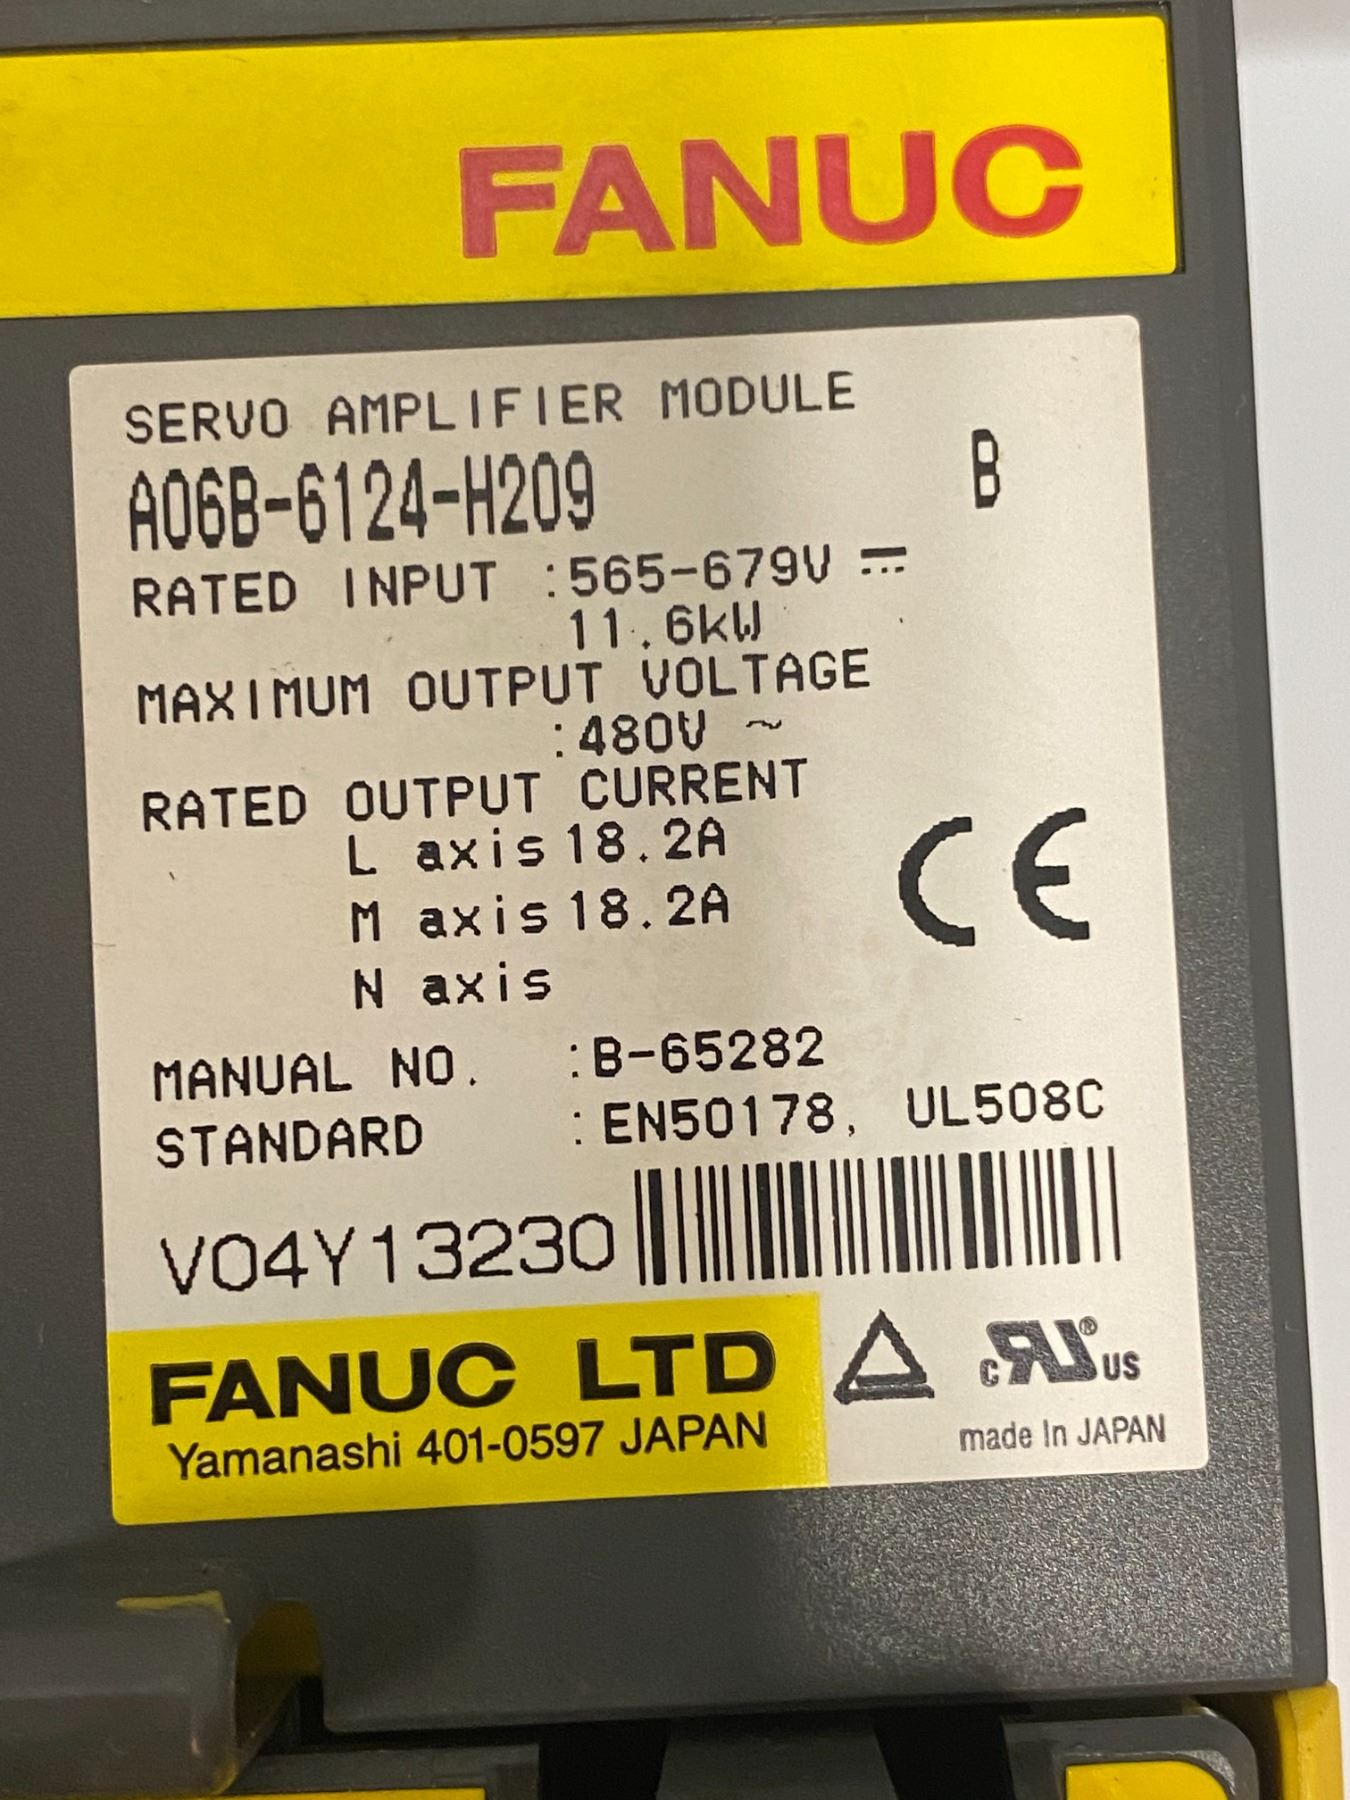 FANUC
SERVO AMPLIFIER MODULE
A06B-6124-H209 B
RATED INPUT :565-679V ⎓
11.6kW
MAXIMUM OUTPUT VOLTAGE
:480V ~
RATED OUTPUT CURRENT
L axis 18.2A
M axis 18.2A
N axis
CE
MANUAL NO. :B-65282
STANDARD :EN50178, UL508C
V04Y13230
FANUC LTD
Yamanashi 401-0597 JAPAN
c RU ® US
made In JAPAN